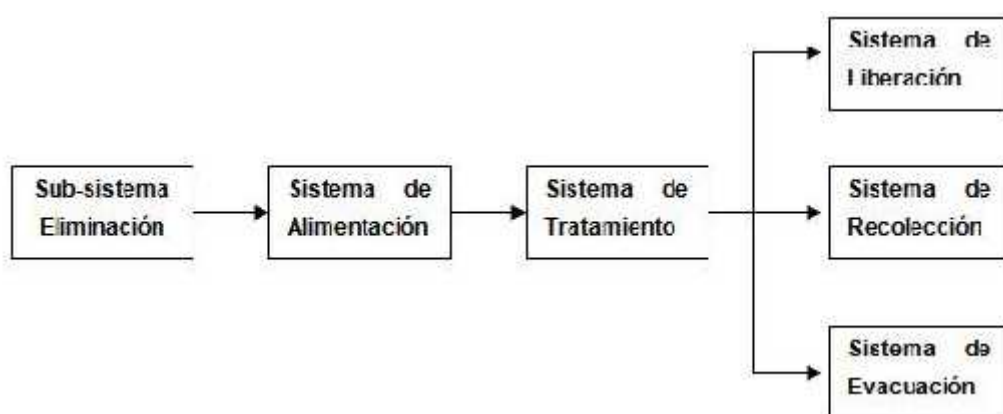 Sub-sistema
Eliminación
Sistema de
Alimentación
Sistema de
Tratamiento
Sistema de
Liberación
Sistema de
Recolección
Sistema de
Evacuación